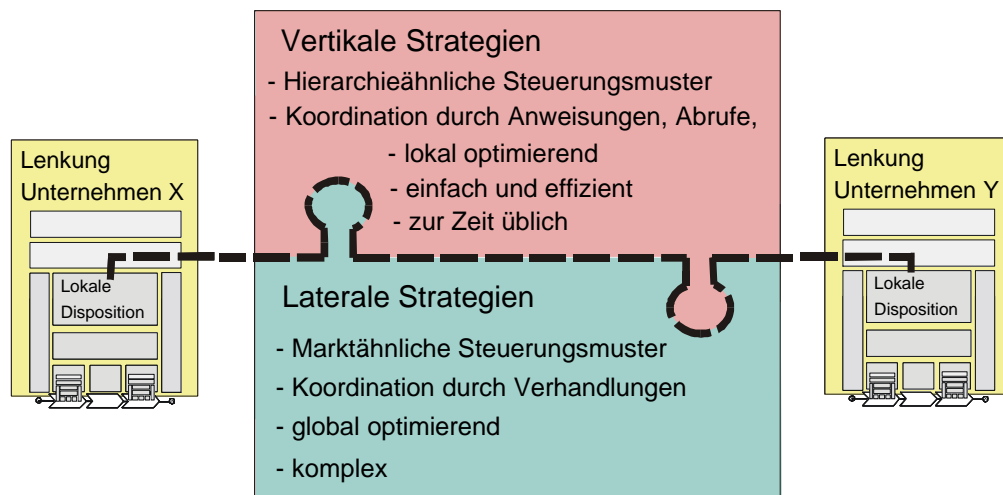 Vertikale Strategien
- Hierarchieähnliche Steuerungsmuster
- Koordination durch Anweisungen, Abrufe,
- lokal optimierend
- einfach und effizient
- zur Zeit üblich
Lenkung
Unternehmen X
Lokale
Disposition
Lenkung
Unternehmen Y
Lokale
Disposition
Laterale Strategien
- Marktähnliche Steuerungsmuster
- Koordination durch Verhandlungen
- global optimierend
- komplex